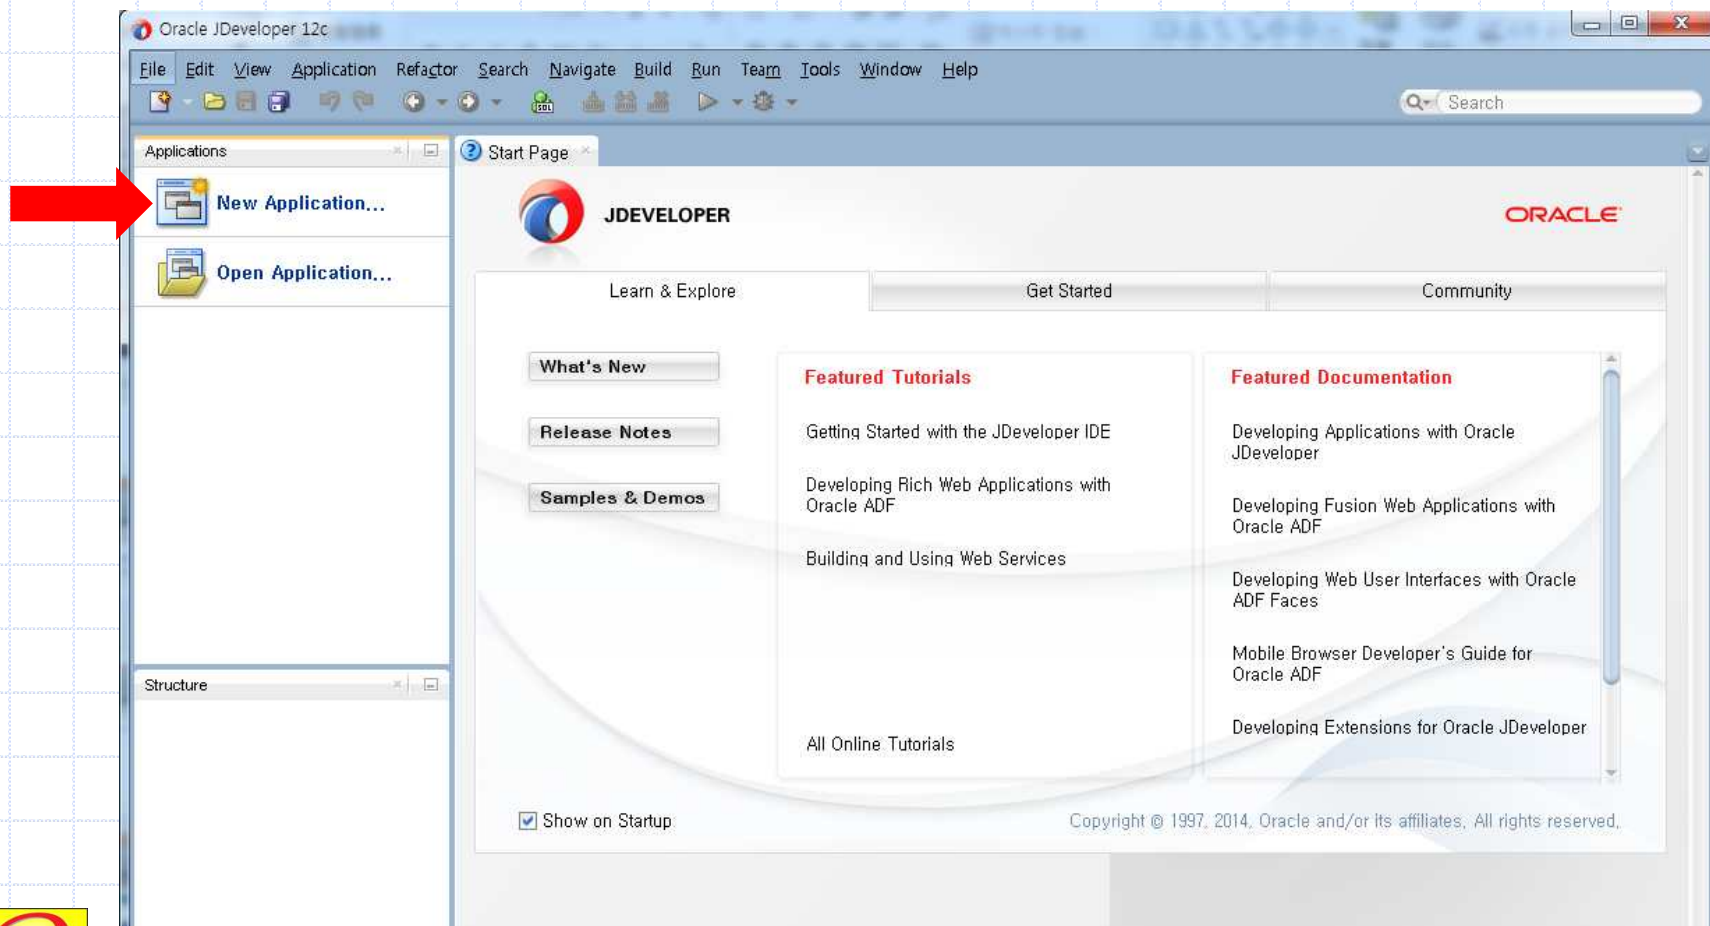 Oracle JDeveloper 12c
File Edit View Application Refactor Search Navigate Build Run Team Tools Window Help
SQL
Search
Applications
Start Page
New Application...
Open Application...
JDEVELOPER
ORACLE
Learn & Explore
Get Started
Community
What's New
Release Notes
Samples & Demos
Featured Tutorials
Getting Started with the JDeveloper IDE
Developing Rich Web Applications with
Oracle ADF
Building and Using Web Services
All Online Tutorials
Featured Documentation
Developing Applications with Oracle
JDeveloper
Developing Fusion Web Applications with
Oracle ADF
Developing Web User Interfaces with Oracle
ADF Faces
Mobile Browser Developer's Guide for
Oracle ADF
Developing Extensions for Oracle JDeveloper
Show on Startup
Copyright © 1997, 2014, Oracle and/or its affiliates, All rights reserved,
Structure